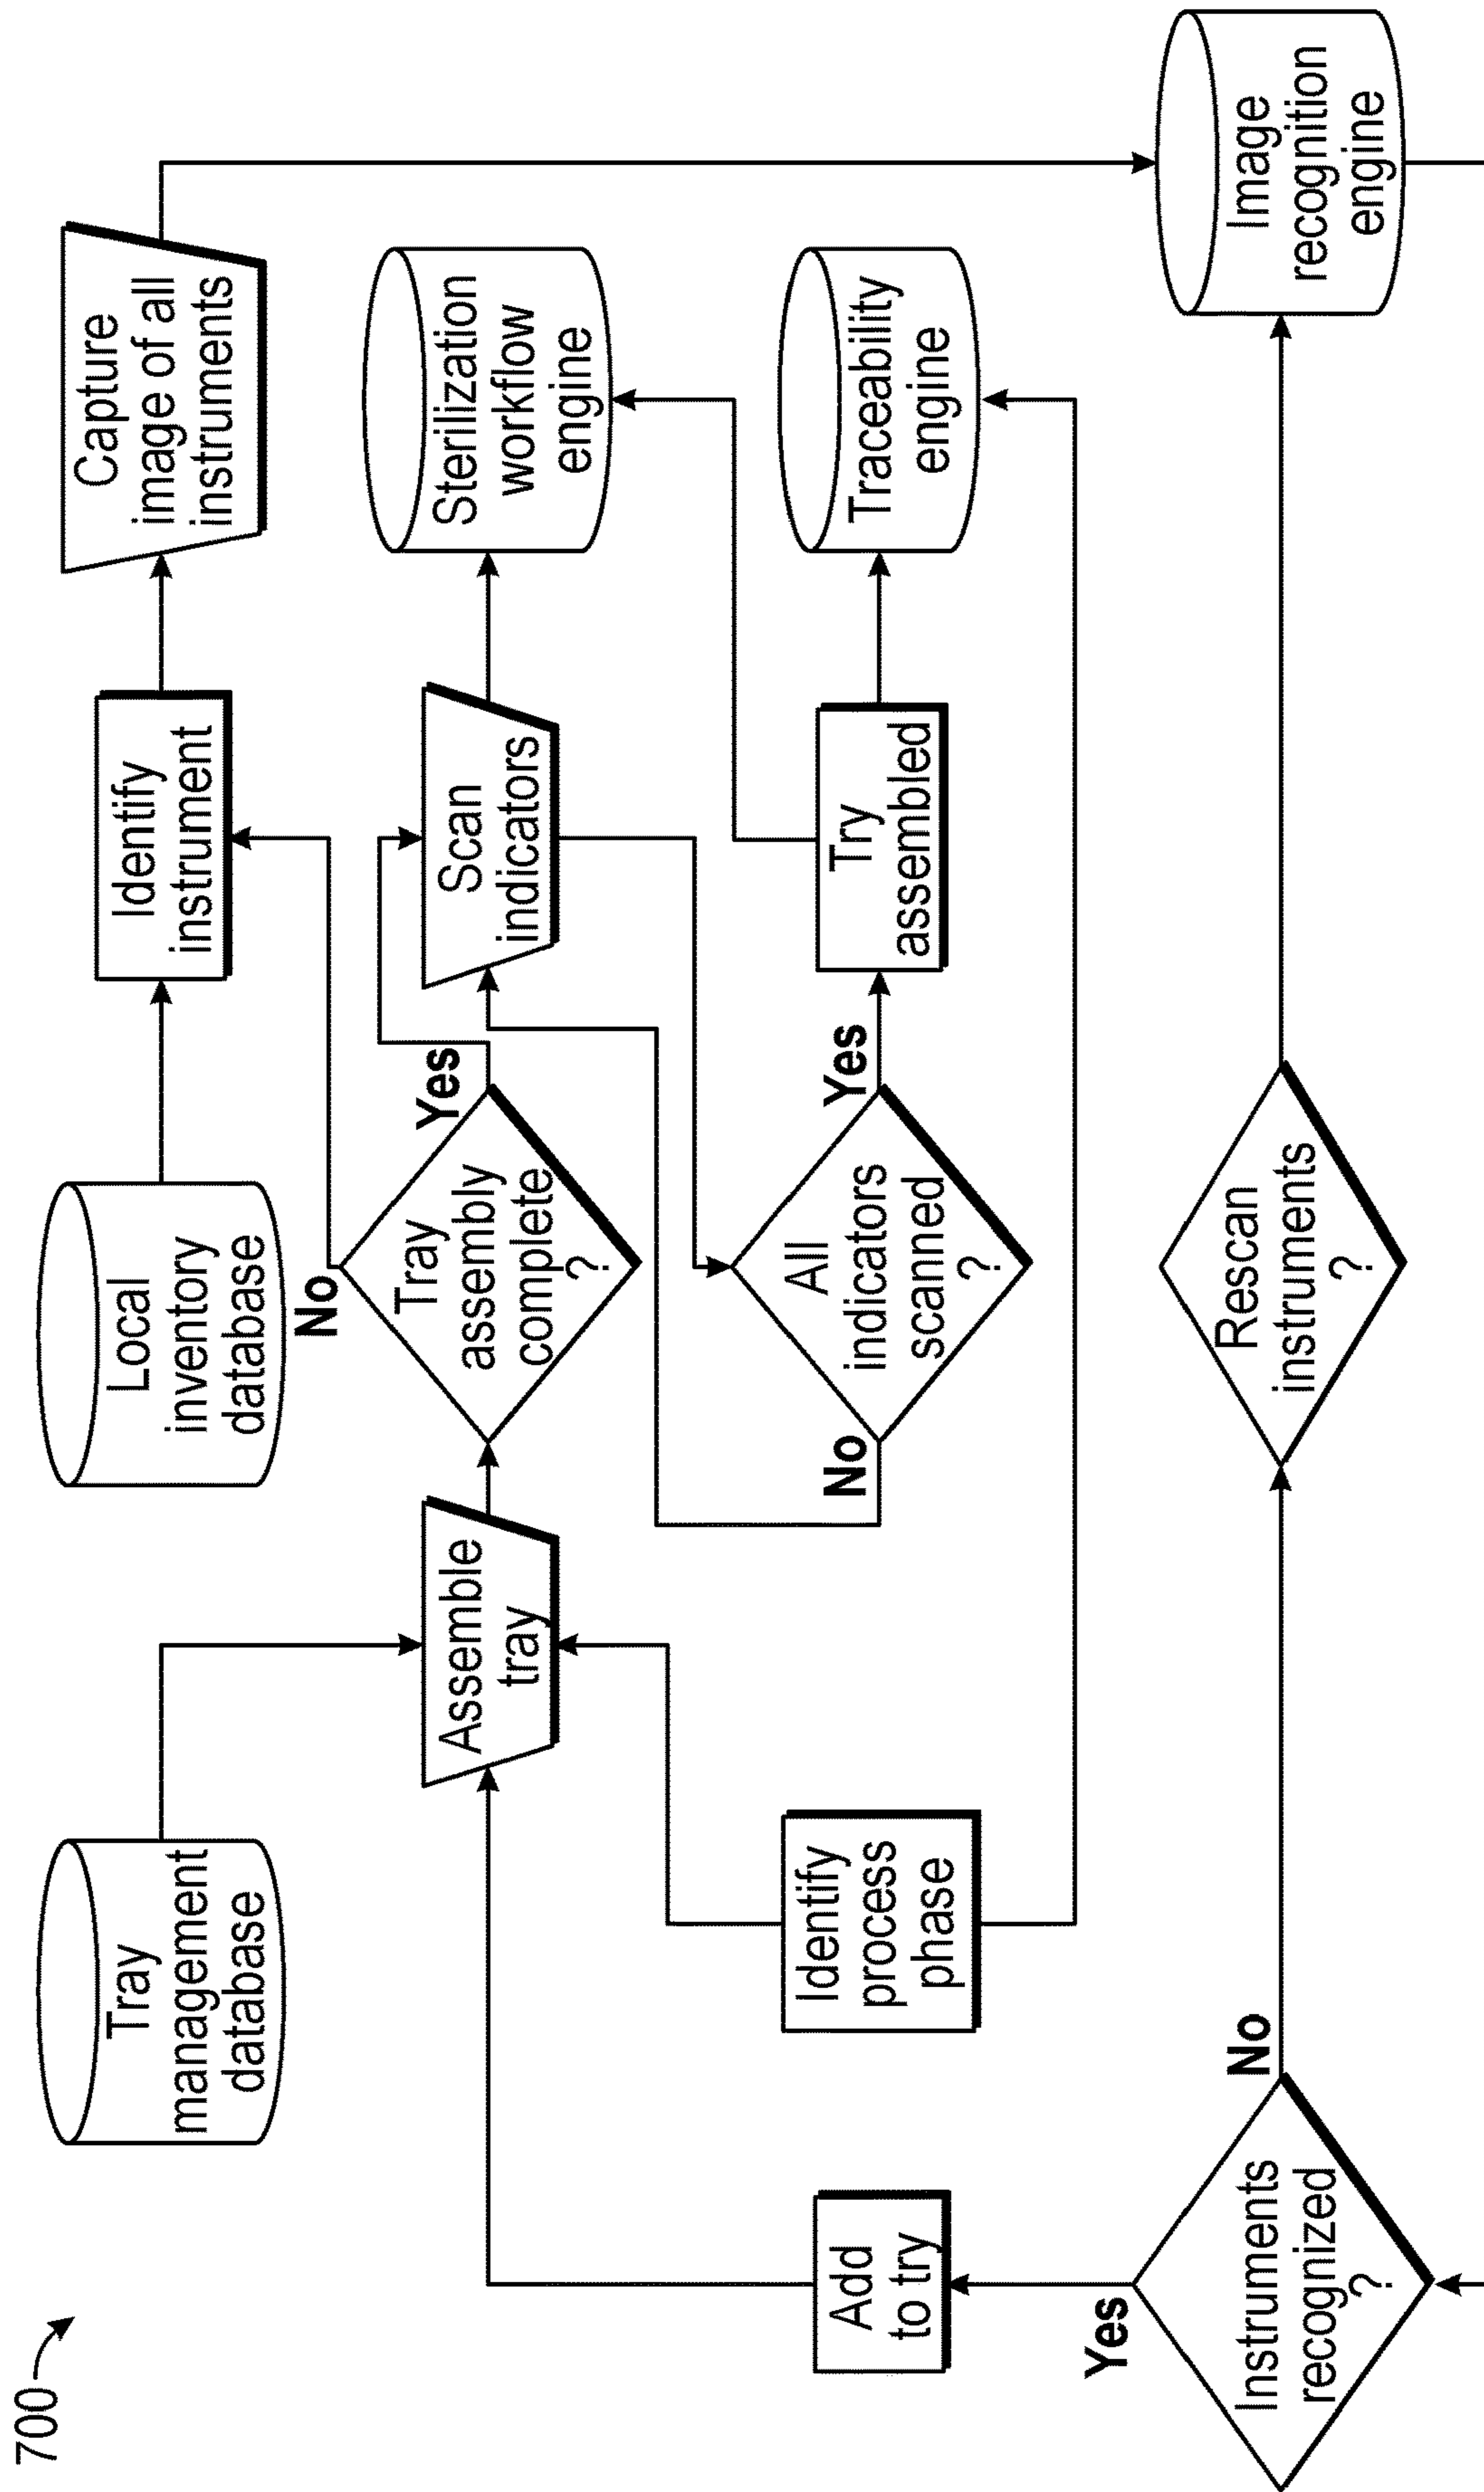 700
Tray
management
database
Local
inventory
database
Identify
instrument
Capture
image of all
instruments
No
Assemble
tray
Tray
assembly
complete
?
Yes
Scan
indicators
Sterilization
workflow
engine
Add
to try
Identify
process
phase
No
All
indicators
scanned
?
Yes
Try
assembled
Traceability
engine
Yes
Instruments
recognized
?
No
Rescan
instruments
?
Image
recognition
engine